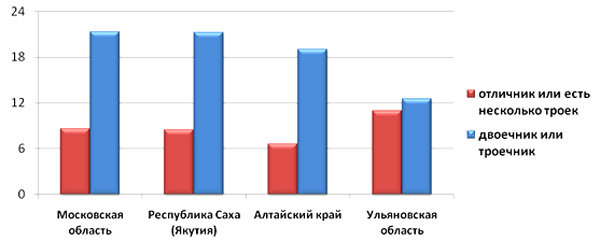 24
18
12
6
0
Московская
область
Республика Саха
(Якутия)
Алтайский край
Ульяновская
область
отличник или есть
несколько троек
двоечник или
троечник